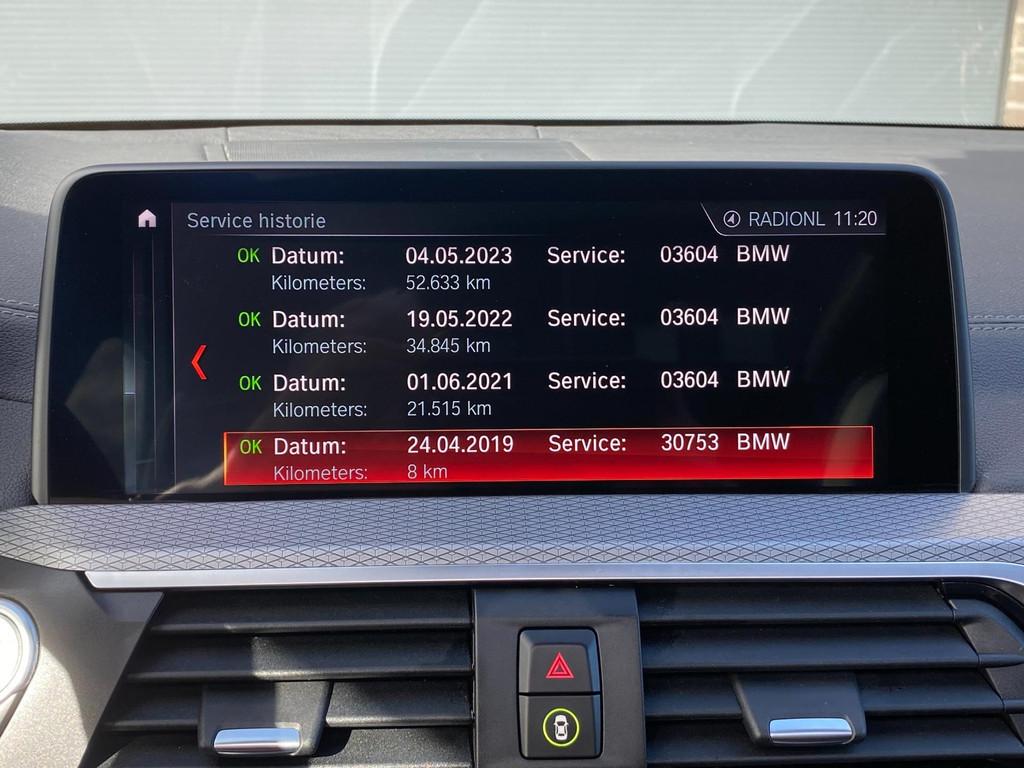 Service historie
RADIONL 11:20
OK Datum: 04.05.2023 Service: 03604 BMW
Kilometers: 52.633 km
OK Datum: 19.05.2022 Service: 03604 BMW
Kilometers: 34.845 km
OK Datum: 01.06.2021 Service: 03604 BMW
Kilometers: 21.515 km
OK Datum: 24.04.2019 Service: 30753 BMW
Kilometers: 8 km